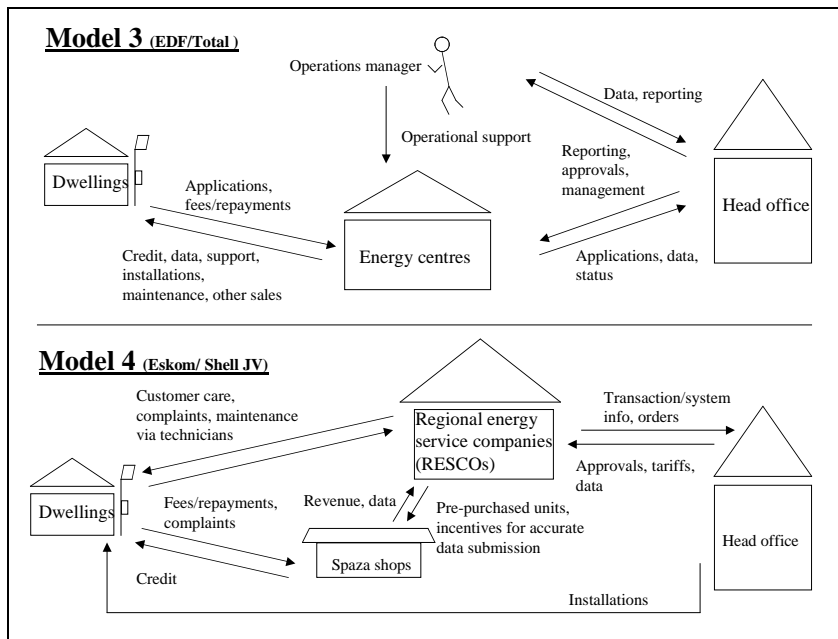 Model 3 (EDF/Total )
Operations manager
Data, reporting
Operational support
Dwellings
Applications,
fees/repayments
Reporting,
approvals,
management
Head office
Energy centres
Credit, data, support,
installations,
maintenance, other sales
Applications, data,
status
Model 4 (Eskom/ Shell JV)
Customer care,
complaints, maintenance
via technicians
Regional energy
service companies
(RESCOs)
Transaction/system
info, orders
Approvals, tariffs,
data
Dwellings
Fees/repayments,
complaints
Revenue, data
Pre-purchased units,
incentives for accurate
data submission
Head office
Spaza shops
Credit
Installations